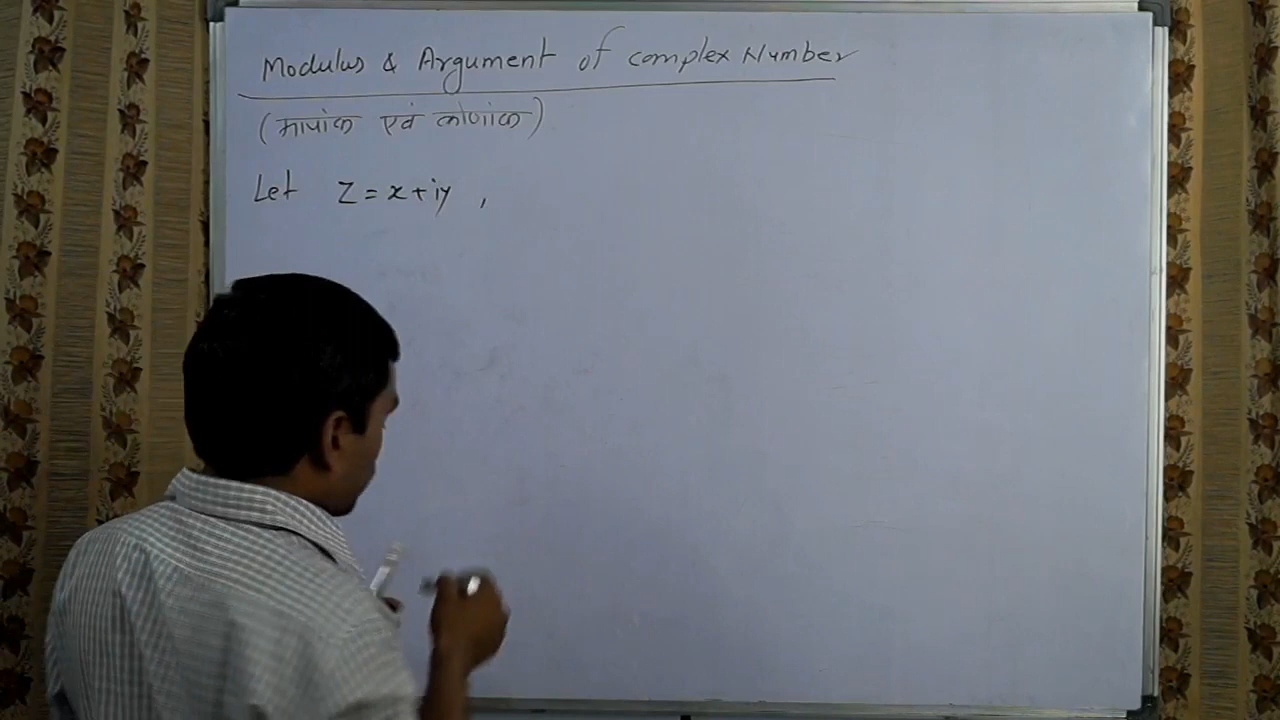 Modulus & Argument of complex Number
(मापांक एवं कोणांक)
Let z = x + iy ,